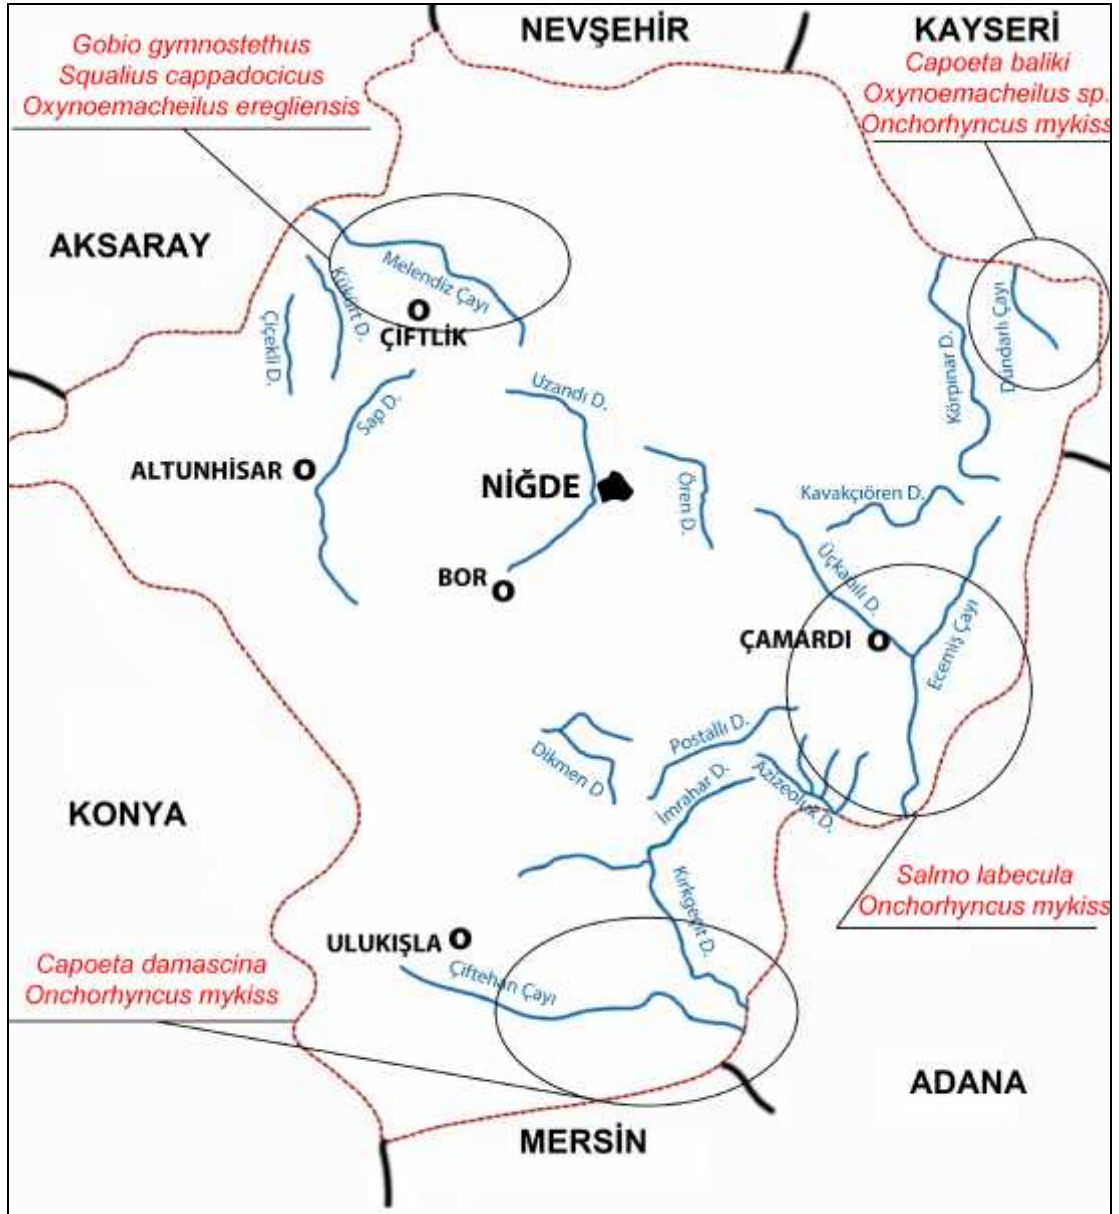 NEVŞEHİR
KAYSERİ
Gobio gymnostethus
Squalius cappadocicus
Oxynoemacheilus eregliensis
Capoeta baliki
Oxynoemacheilus sp.
Onchorhyncus mykiss
AKSARAY
Melendiz Çayı
Kükürt D.
Çiçekli D.
ÇİFTLİK
Dündarlı Çayı
Körpınar D.
Sap D.
Uzandı D.
ALTUNHİSAR
NİĞDE
Ören D.
Kavakçıören D.
BOR
Üçkapılı D.
ÇAMARDI
Ecemiş Çayı
Postallı D.
Dikmen D
İmrahar D.
Azizeoluk D.
KONYA
Kırkgeçit D.
Salmo labecula
Onchorhyncus mykiss
ULUKIŞLA
Çiftehan Çayı
Capoeta damascina
Onchorhyncus mykiss
ADANA
MERSİN